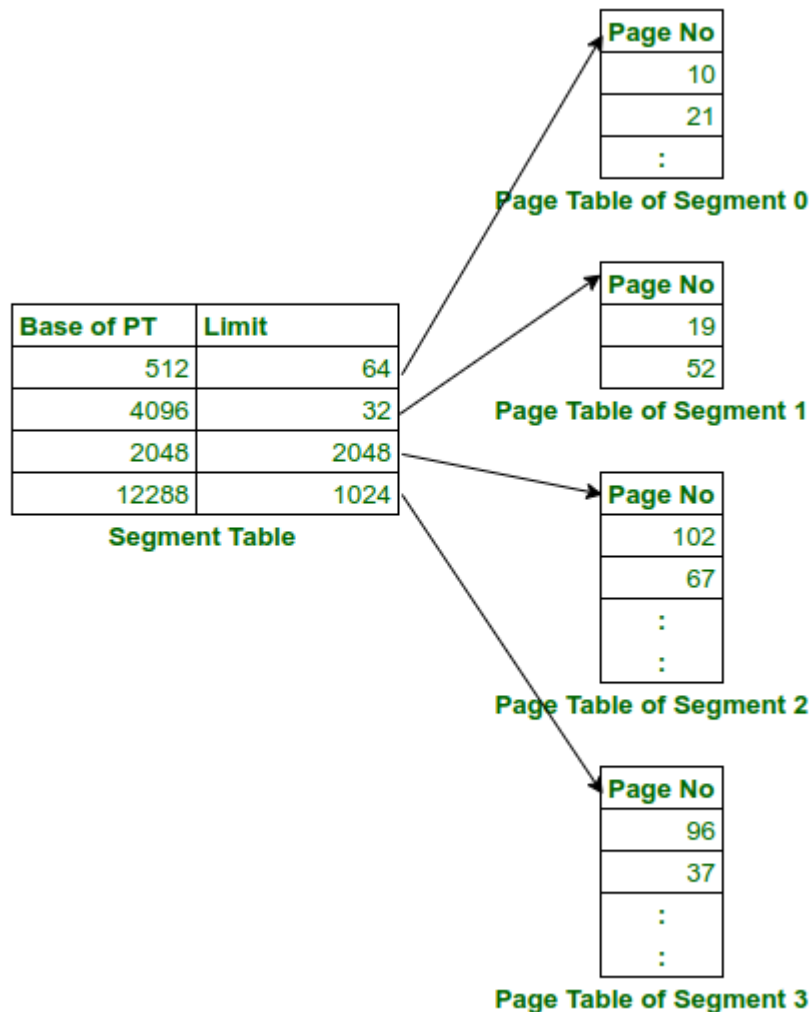 Page No
10
21
:
Page Table of Segment 0
Page No
19
52
Page Table of Segment 1
Base of PT Limit
512 64
4096 32
2048 2048
12288 1024
Segment Table
Page No
102
67
:
:
Page Table of Segment 2
Page No
96
37
:
:
Page Table of Segment 3